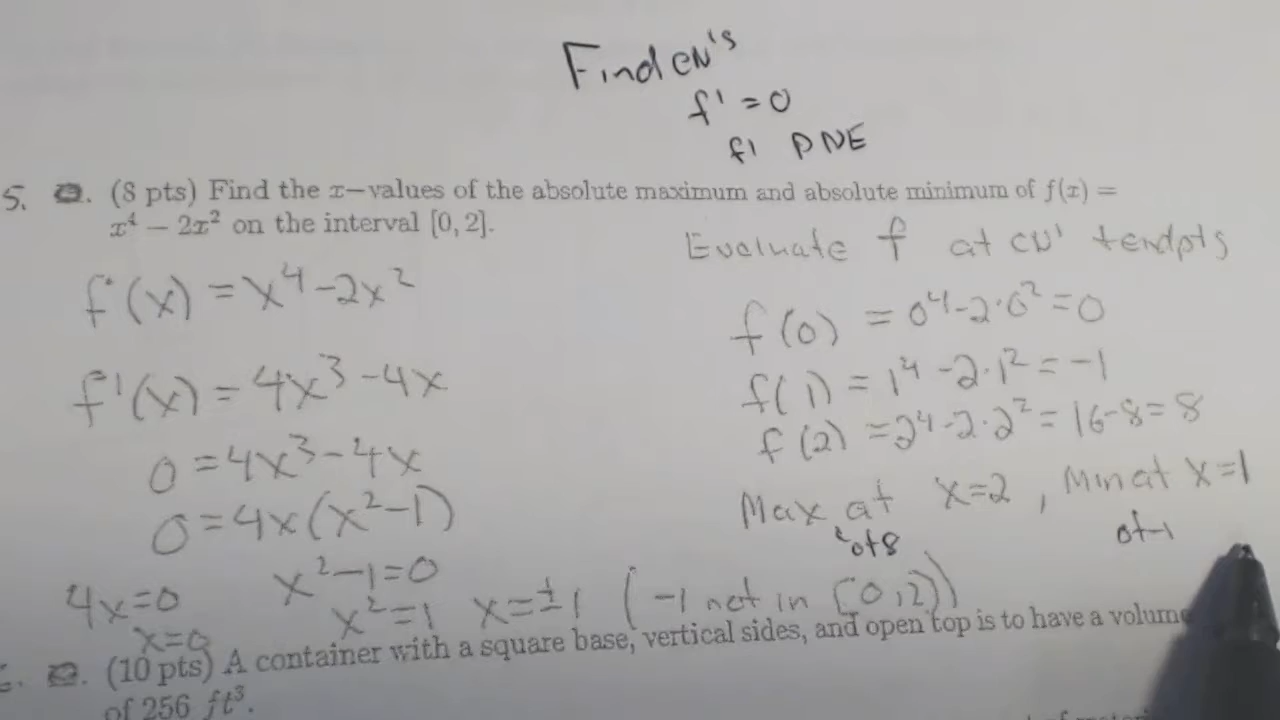 Find CN's
f' = 0
f' DNE
5. (8 pts) Find the x−values of the absolute maximum and absolute minimum of f(x) =
x⁴ − 2x² on the interval [0, 2].
Evaluate f at CN' + endpts
f'(x) = x⁴-2x²
f'(x) = 4x³-4x
0 = 4x³-4x
0 = 4x(x²-1)
4x=0
x=0
x²-1=0
x²=1 x=±1 (-1 not in [0,2])
f(0) = 0⁴-2·0² = 0
f(1) = 1⁴-2·1² = -1
f(2) = 2⁴-2·2² = 16-8 = 8
Max at x=2, Min at x=1
of 8
of -1
(10 pts) A container with a square base, vertical sides, and open top is to have a volume
of 256 ft³.